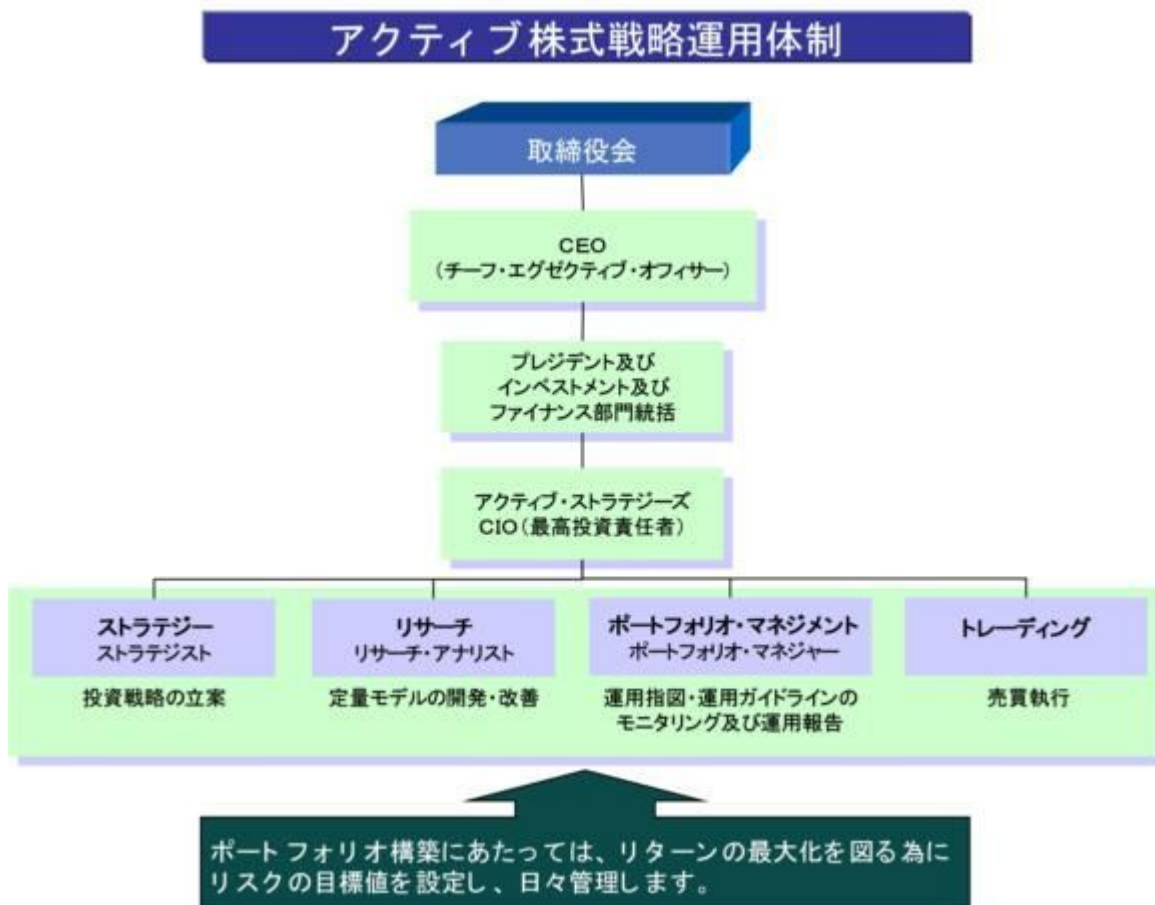 アクティブ株式戦略運用体制
取締役会
CEO
(チーフ・エグゼクティブ・オフィサー)
プレジデント及び
インベストメント及び
ファイナンス部門統括
アクティブ・ストラテジーズ
CIO(最高投資責任者)
ストラテジー
ストラテジスト
投資戦略の立案
リサーチ
リサーチ・アナリスト
定量モデルの開発・改善
ポートフォリオ・マネジメント
ポートフォリオ・マネジャー
運用指図・運用ガイドラインの
モニタリング及び運用報告
トレーディング
売買執行
ポートフォリオ構築にあたっては、リターンの最大化を図る為に
リスクの目標値を設定し、日々管理します。